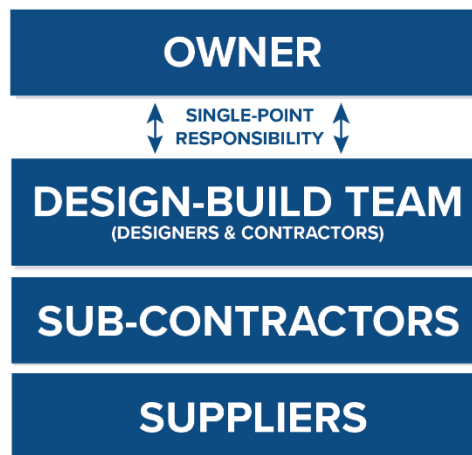 OWNER
SINGLE-POINT
RESPONSIBILITY
DESIGN-BUILD TEAM
(DESIGNERS & CONTRACTORS)
SUB-CONTRACTORS
SUPPLIERS